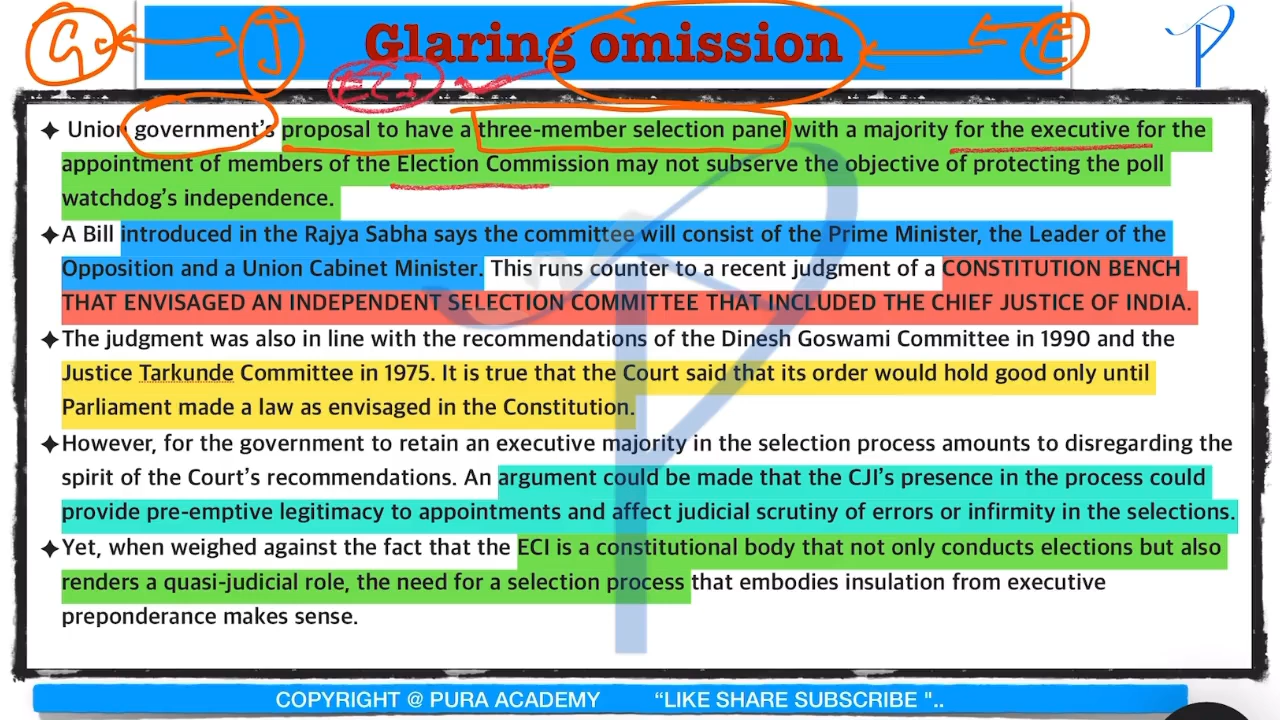 G J Glaring omission E P
ECI
✦ Union government's proposal to have a three-member selection panel with a majority for the executive for the
appointment of members of the Election Commission may not subserve the objective of protecting the poll
watchdog's independence.
✦A Bill introduced in the Rajya Sabha says the committee will consist of the Prime Minister, the Leader of the
Opposition and a Union Cabinet Minister. This runs counter to a recent judgment of a CONSTITUTION BENCH
THAT ENVISAGED AN INDEPENDENT SELECTION COMMITTEE THAT INCLUDED THE CHIEF JUSTICE OF INDIA.
✦The judgment was also in line with the recommendations of the Dinesh Goswami Committee in 1990 and the
Justice Tarkunde Committee in 1975. It is true that the Court said that its order would hold good only until
Parliament made a law as envisaged in the Constitution.
✦However, for the government to retain an executive majority in the selection process amounts to disregarding the
spirit of the Court's recommendations. An argument could be made that the CJI's presence in the process could
provide pre-emptive legitimacy to appointments and affect judicial scrutiny of errors or infirmity in the selections.
✦Yet, when weighed against the fact that the ECI is a constitutional body that not only conducts elections but also
renders a quasi-judicial role, the need for a selection process that embodies insulation from executive
preponderance makes sense.
COPYRIGHT @ PURA ACADEMY "LIKE SHARE SUBSCRIBE "..